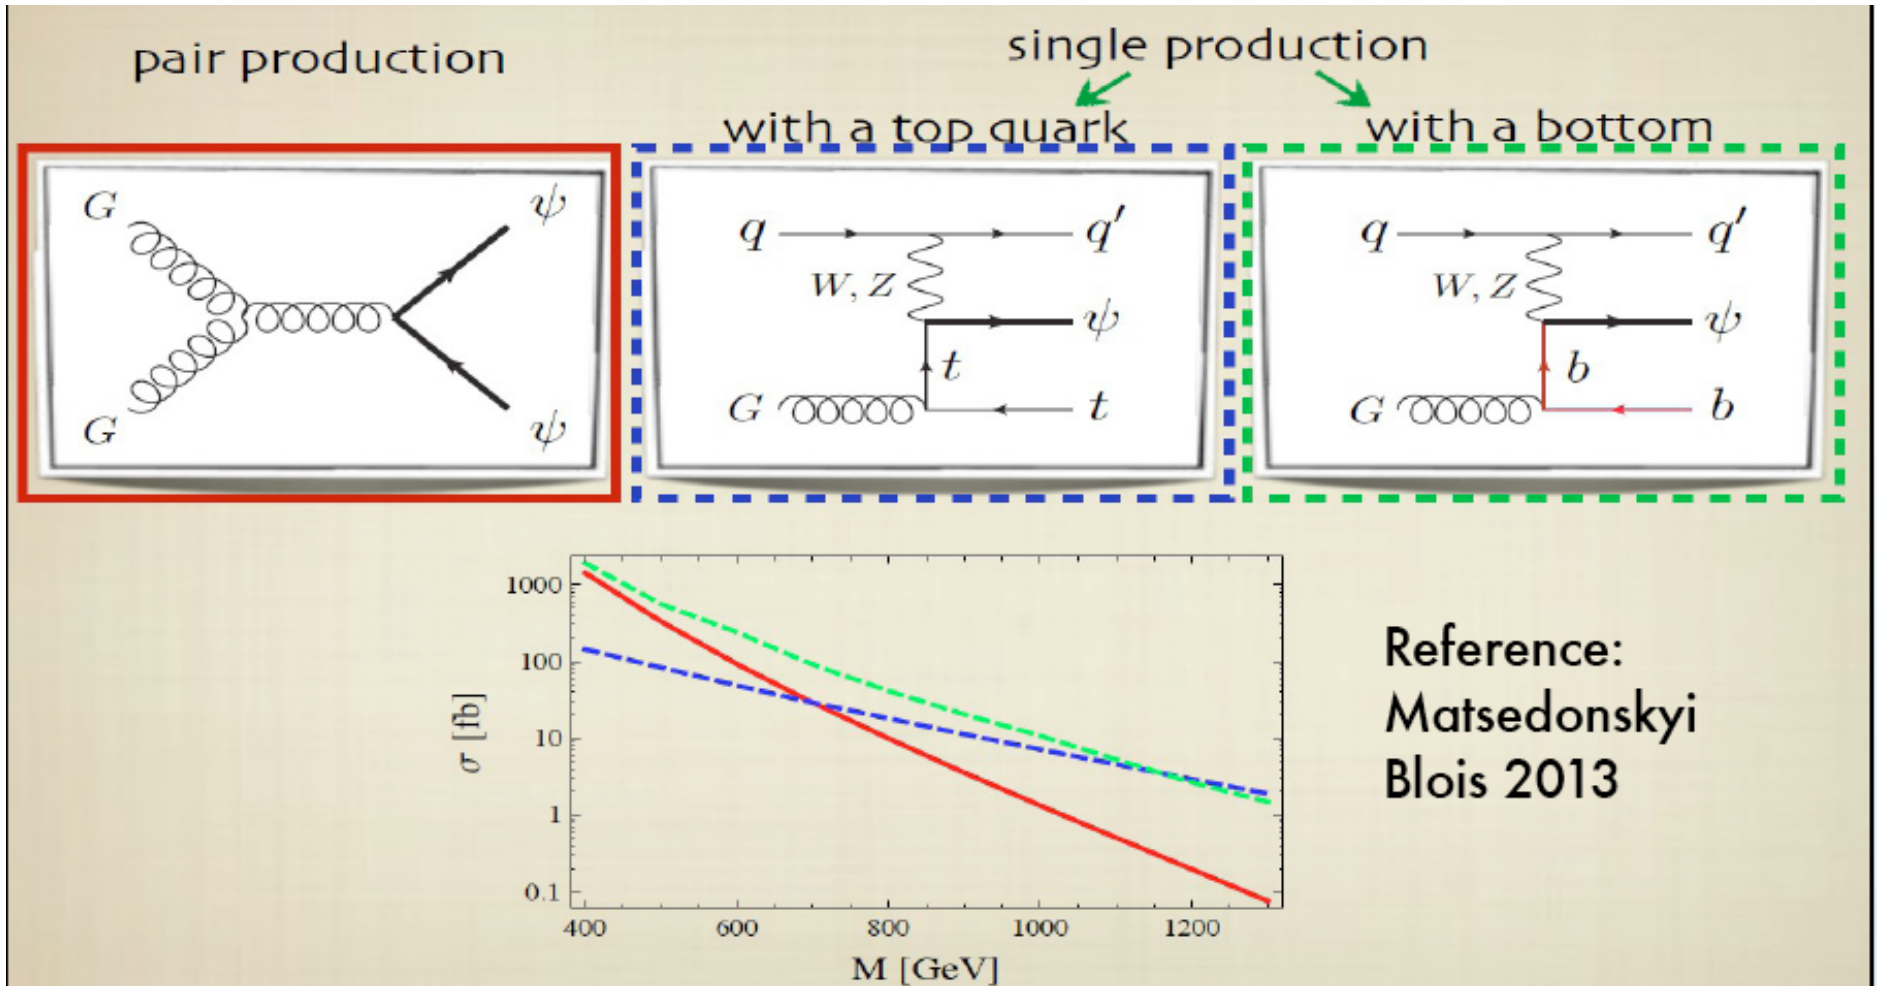 pair production
single production
with a top quark
with a bottom
G
G
ψ
ψ
q
q′
W, Z
ψ
t
G
t
q
q′
W, Z
ψ
b
G
b
1000
100
10
1
0.1
σ [fb]
400 600 800 1000 1200
M [GeV]
Reference:
Matsedonskyi
Blois 2013